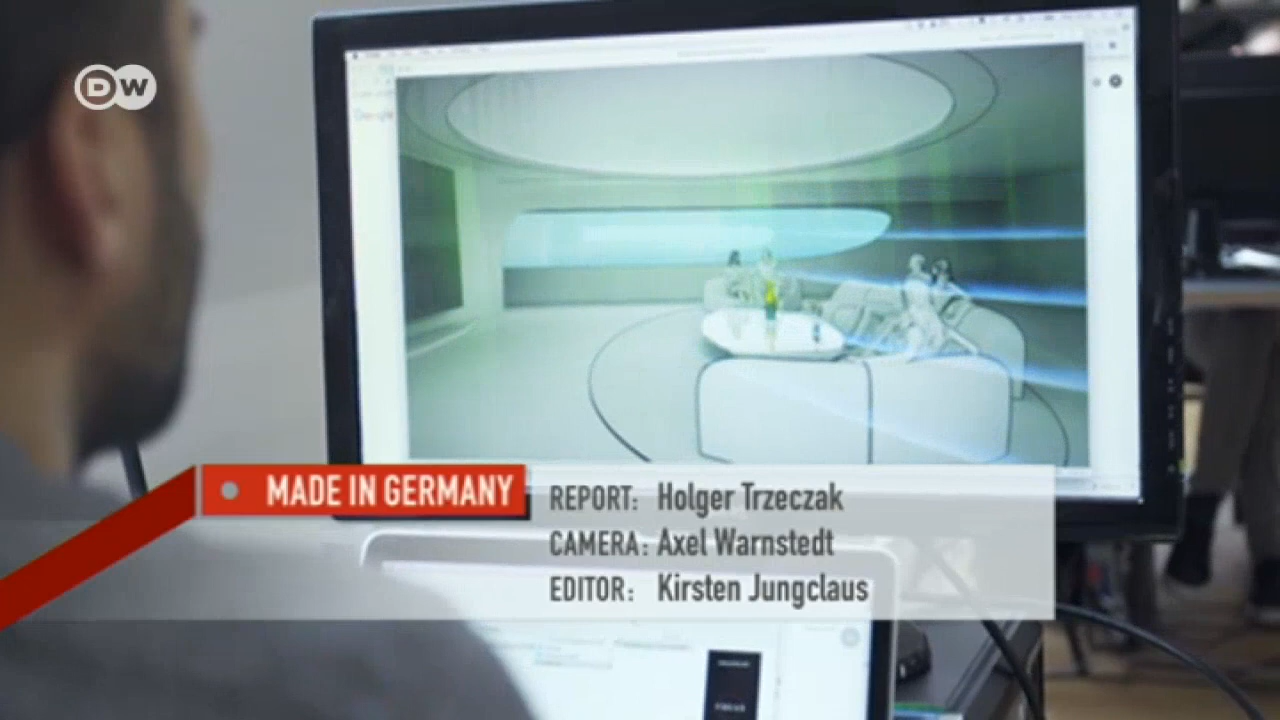 DW
MADE IN GERMANY
REPORT: Holger Trzeczak
CAMERA: Axel Warnstedt
EDITOR: Kirsten Jungclaus